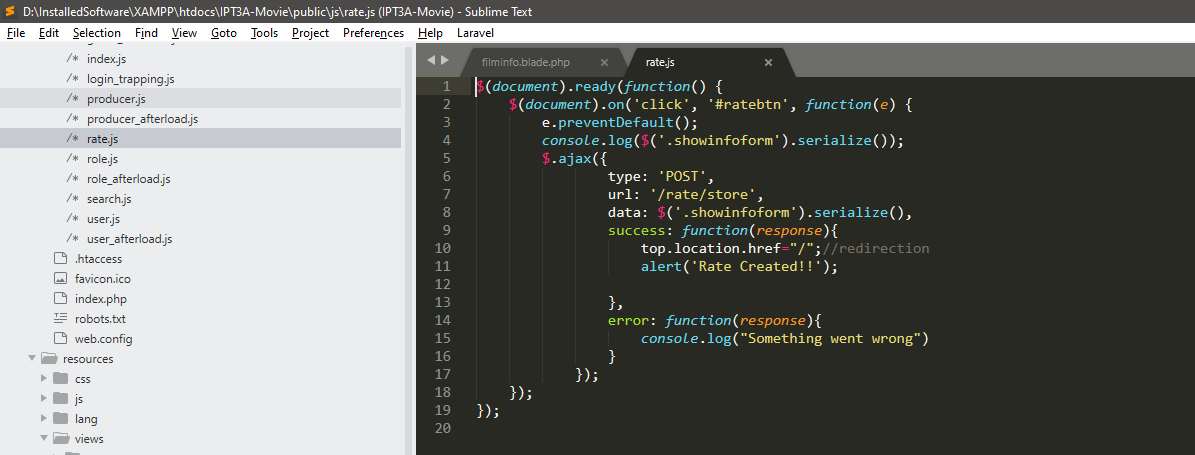 D:\InstalledSoftware\XAMPP\htdocs\IPT3A-Movie\public\js\rate.js (IPT3A-Movie) - Sublime Text
File Edit Selection Find View Goto Tools Project Preferences Help Laravel
/* index.js
/* login_trapping.js
/* producer.js
/* producer_afterload.js
/* rate.js
/* role.js
/* role_afterload.js
/* search.js
/* user.js
/* user_afterload.js
.htaccess
favicon.ico
index.php
robots.txt
web.config
resources
css
js
lang
views
filminfo.blade.php × rate.js ×
1 $(document).ready(function() {
2     $(document).on('click', '#ratebtn', function(e) {
3         e.preventDefault();
4         console.log($('.showinfoform').serialize());
5         $.ajax({
6                 type: 'POST',
7                 url: '/rate/store',
8                 data: $('.showinfoform').serialize(),
9                 success: function(response){
10                     top.location.href="/";//redirection
11                     alert('Rate Created!!');
12
13                 },
14                 error: function(response){
15                     console.log("Something went wrong")
16                 }
17             });
18     });
19 });
20